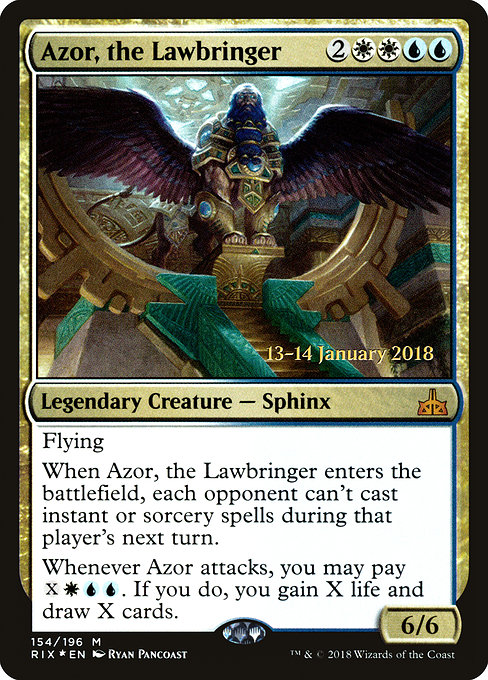 Azor, the Lawbringer 2
13-14 January 2018
Legendary Creature — Sphinx
Flying
When Azor, the Lawbringer enters the
battlefield, each opponent can't cast
instant or sorcery spells during that
player's next turn.
Whenever Azor attacks, you may pay
X. If you do, you gain X life and
draw X cards.
6/6
154/196 M
RIX★EN Ryan Pancoast
™ & © 2018 Wizards of the Coast